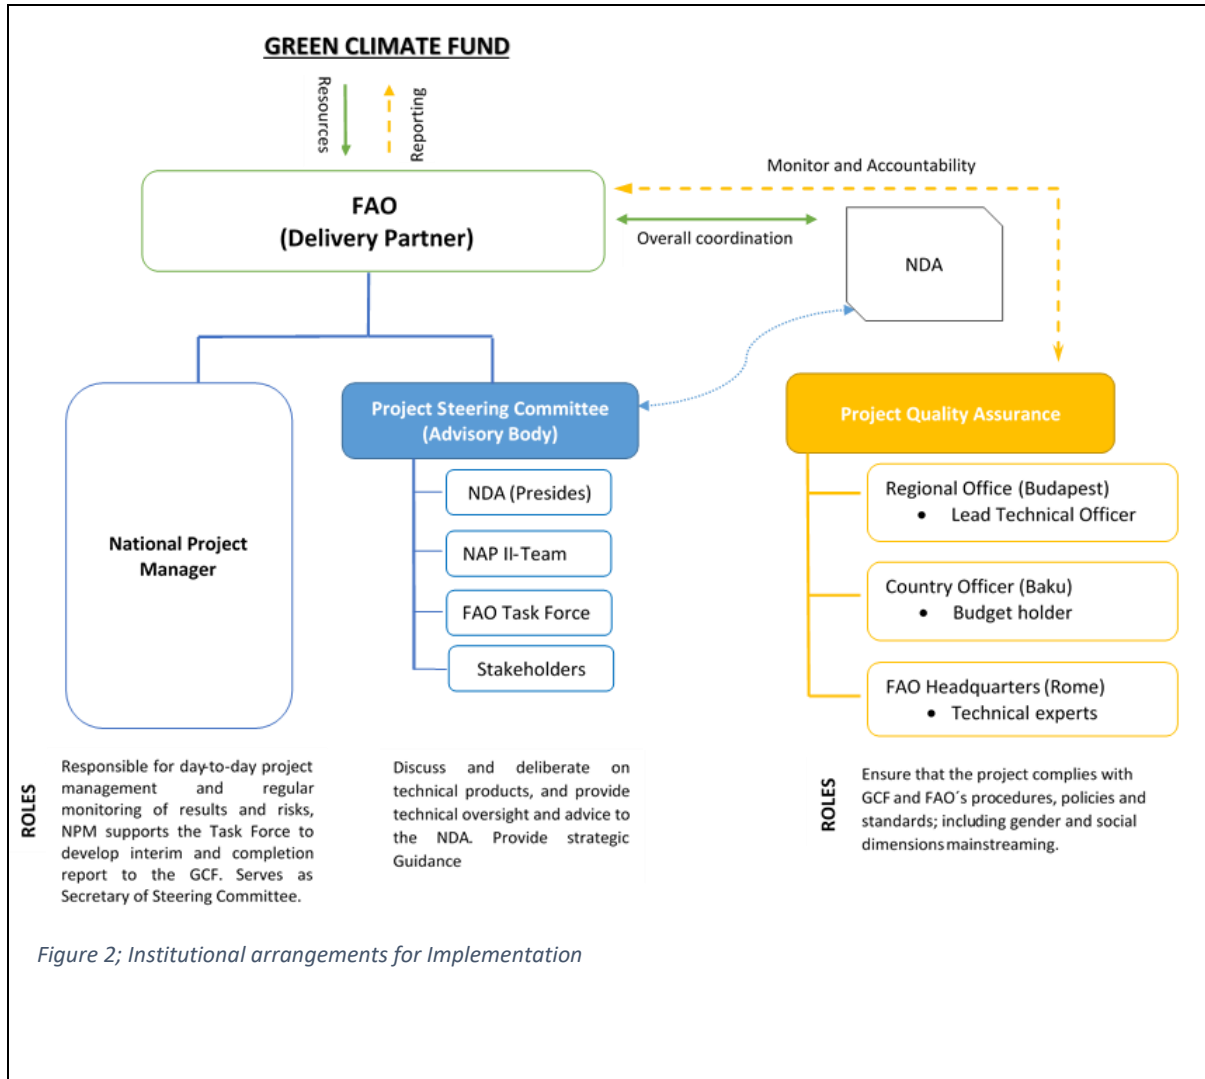 GREEN CLIMATE FUND
Resources
Reporting
FAO
(Delivery Partner)
Monitor and Accountability
Overall coordination
NDA
National Project
Manager
Project Steering Committee
(Advisory Body)
NDA (Presides)
NAP II-Team
FAO Task Force
Stakeholders
Project Quality Assurance
Regional Office (Budapest)
• Lead Technical Officer
Country Officer (Baku)
• Budget holder
FAO Headquarters (Rome)
• Technical experts
ROLES
Responsible for day-to-day project
management and regular
monitoring of results and risks,
NPM supports the Task Force to
develop interim and completion
report to the GCF. Serves as
Secretary of Steering Committee.
Discuss and deliberate on
technical products, and provide
technical oversight and advice to
the NDA. Provide strategic
Guidance
ROLES
Ensure that the project complies with
GCF and FAO´s procedures, policies and
standards; including gender and social
dimensions mainstreaming.
Figure 2; Institutional arrangements for Implementation